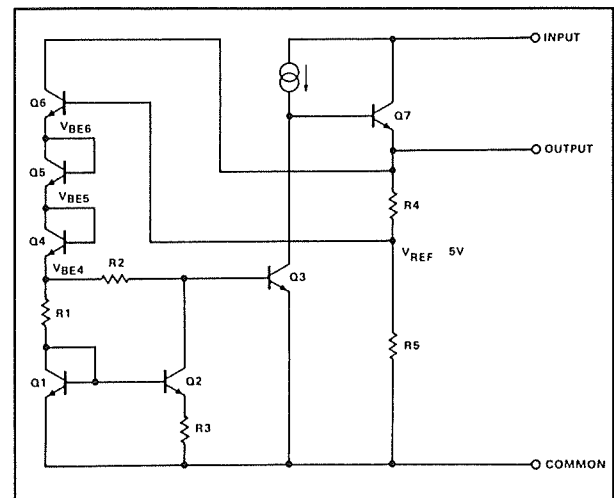 INPUT
Q6
VBE6
Q7
OUTPUT
Q5
VBE5
R4
Q4
VBE4
R2
Q3
VREF 5V
R1
R5
Q1
Q2
R3
COMMON